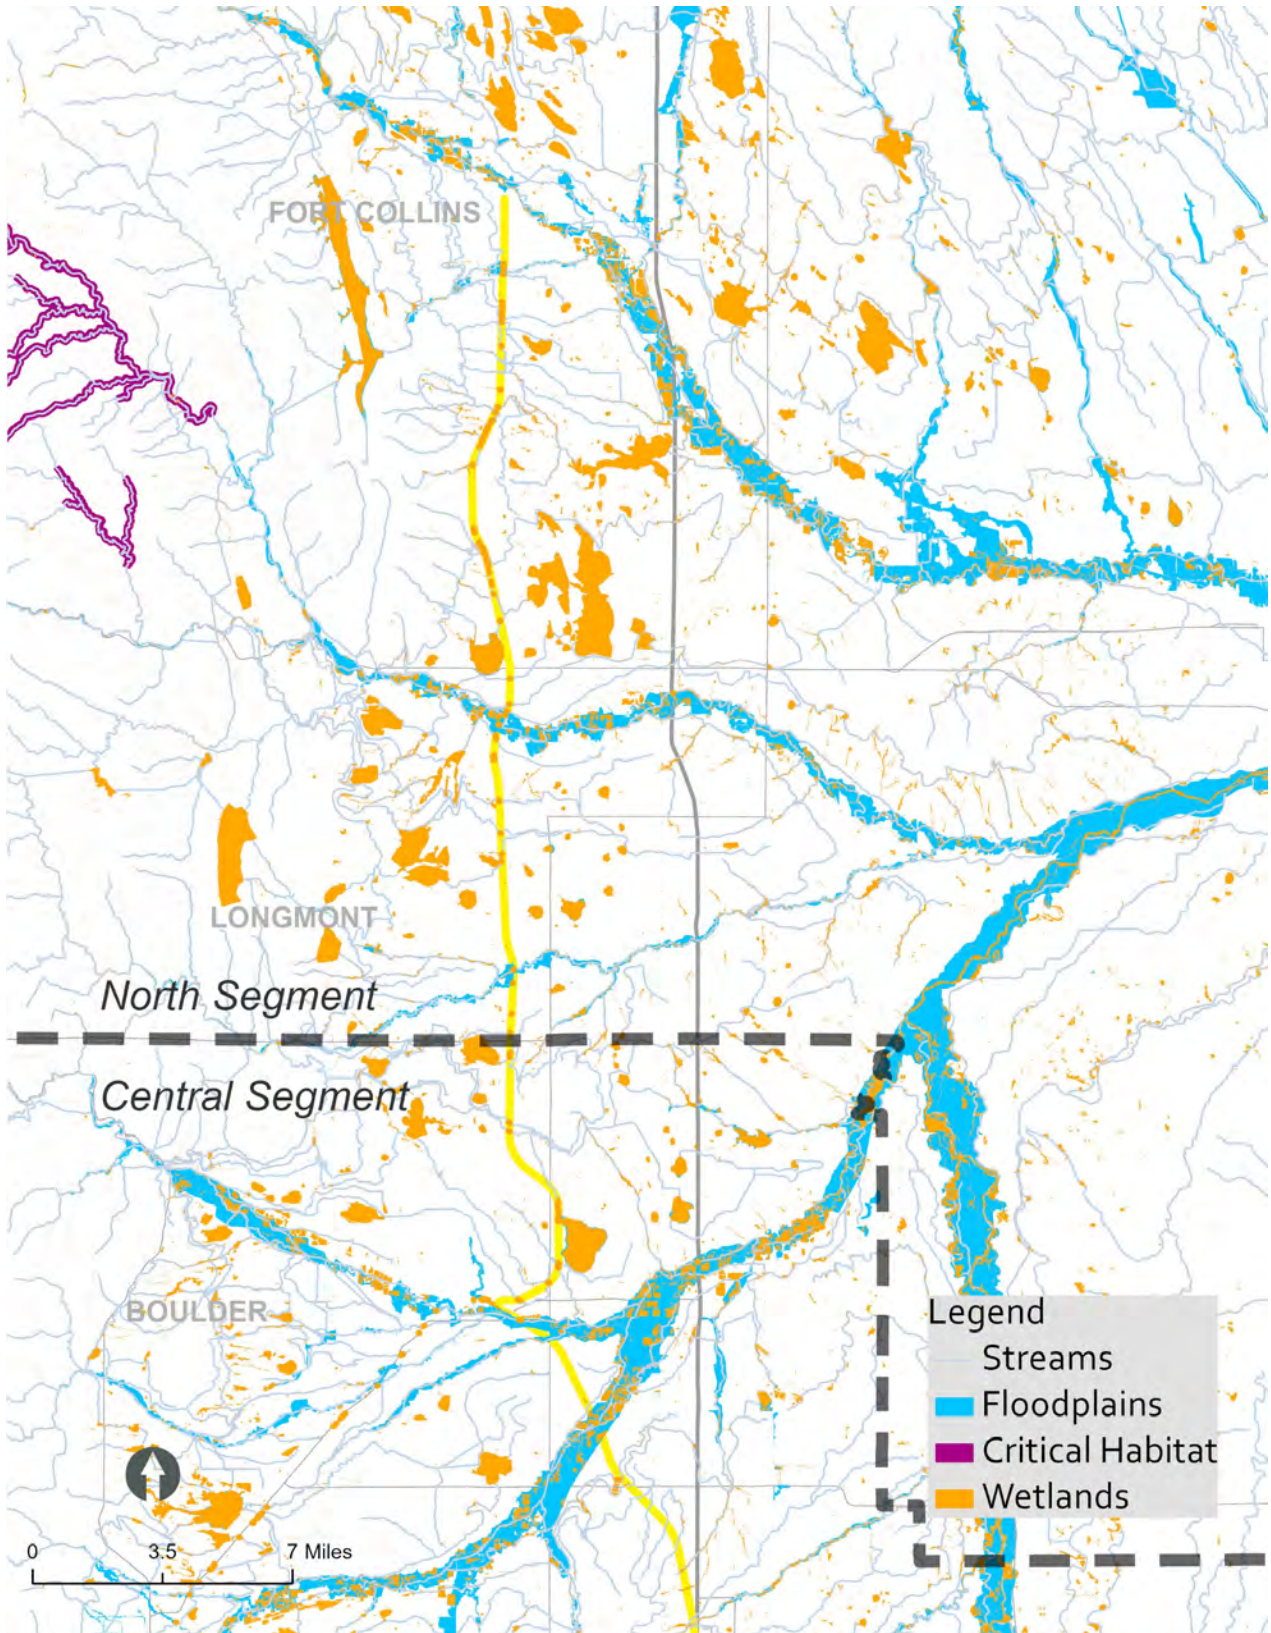 FORT COLLINS
LONGMONT
North Segment
Central Segment
BOULDER
Legend
Streams
Floodplains
Critical Habitat
Wetlands
0 3.5 7 Miles